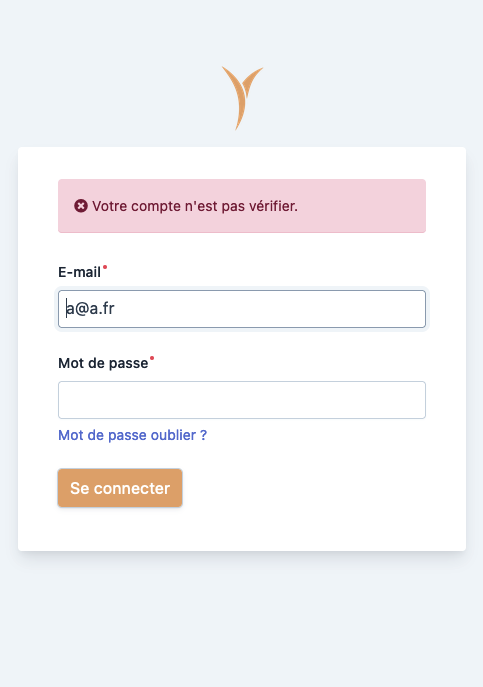 Votre compte n'est pas vérifier.
E-mail*
a@a.fr
Mot de passe*
Mot de passe oublier ?
Se connecter